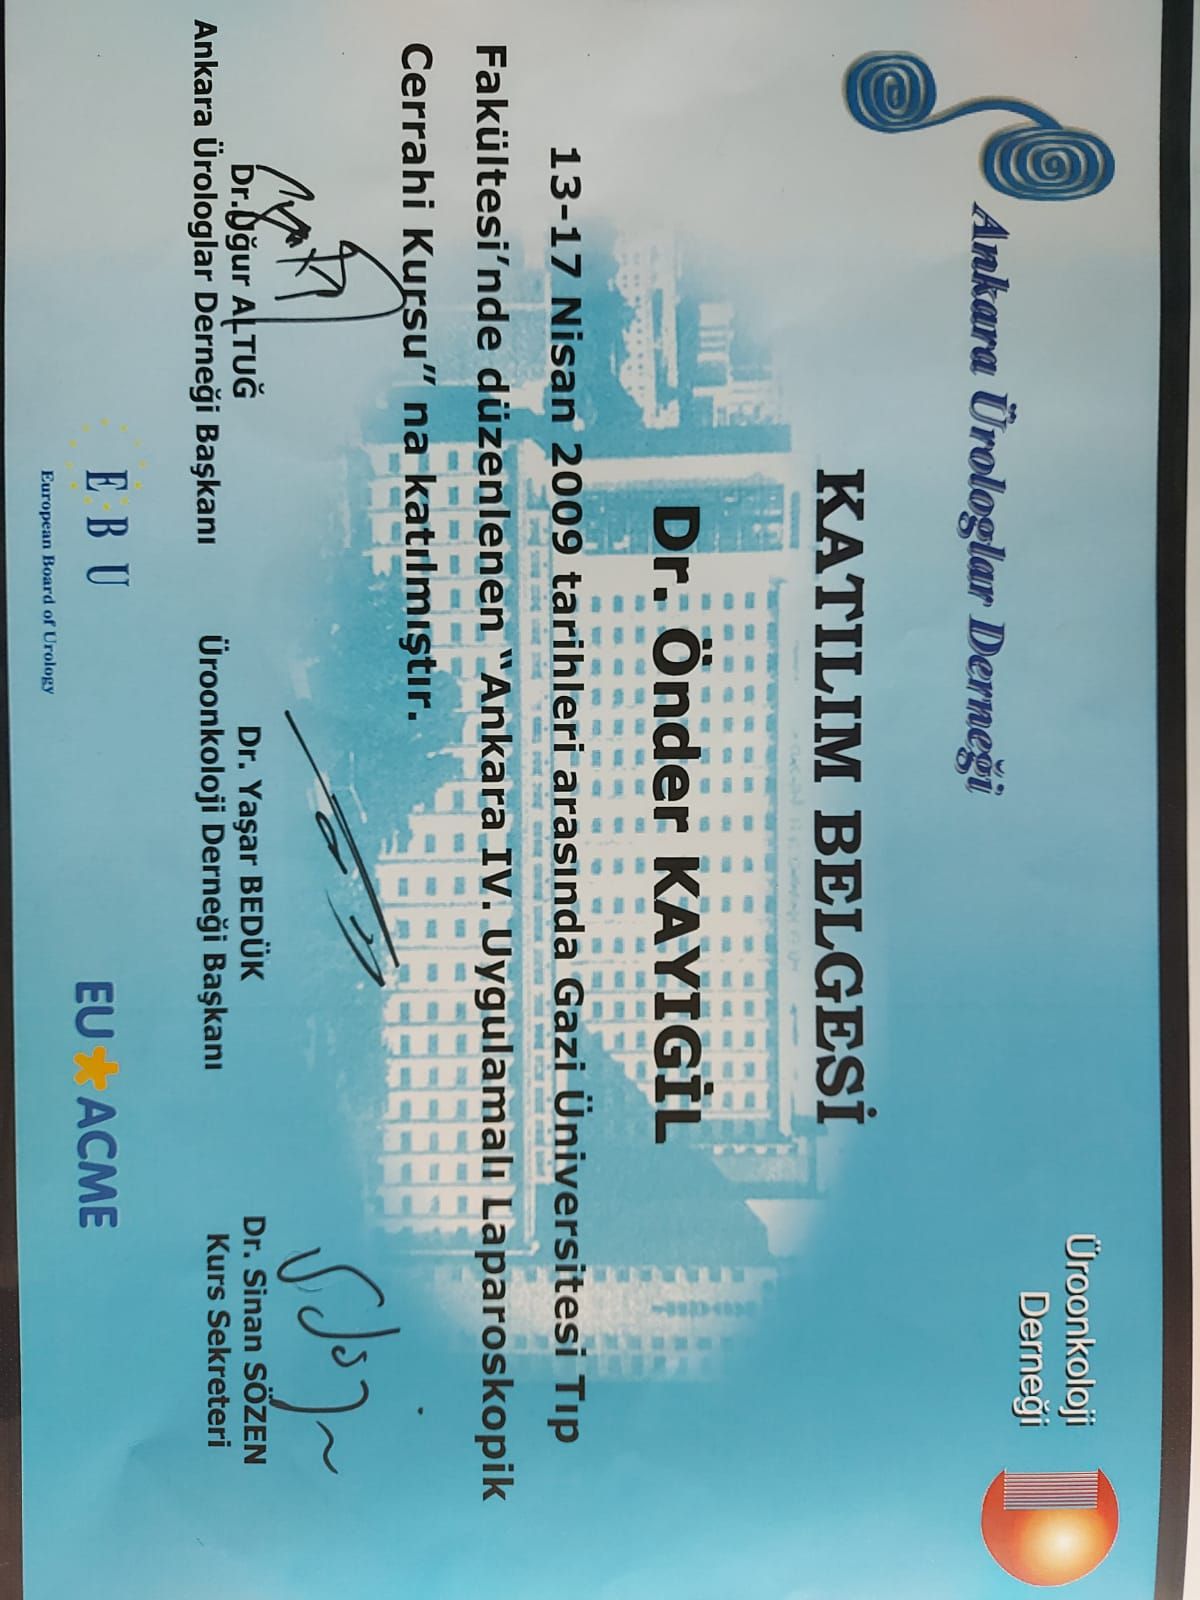 Ankara Ürologlar Derneği
Üroonkoloji
Derneği
KATILIM BELGESİ
Dr. Önder KAYIGİL
13-17 Nisan 2009 tarihleri arasında Gazi Üniversitesi Tıp
Fakültesi’nde düzenlenen “Ankara IV. Uygulamalı Laparoskopik
Cerrahi Kursu” na katılmıştır.
Dr.Uğur ALTUĞ
Ankara Ürologlar Derneği Başkanı
Dr. Yaşar BEDÜK
Üroonkoloji Derneği Başkanı
Dr. Sinan SÖZEN
Kurs Sekreteri
EBU
European Board of Urology
EU ACME